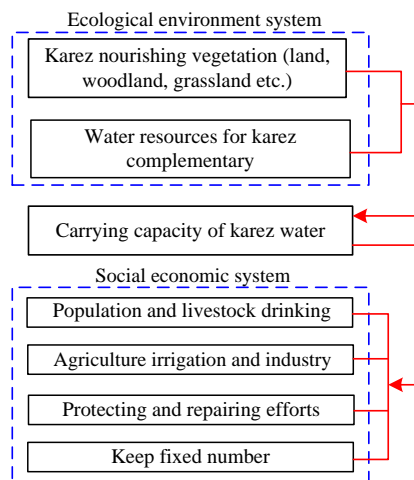 Ecological environment system
Karez nourishing vegetation (land,
woodland, grassland etc.)
Water resources for karez
complementary
Carrying capacity of karez water
Social economic system
Population and livestock drinking
Agriculture irrigation and industry
Protecting and repairing efforts
Keep fixed number